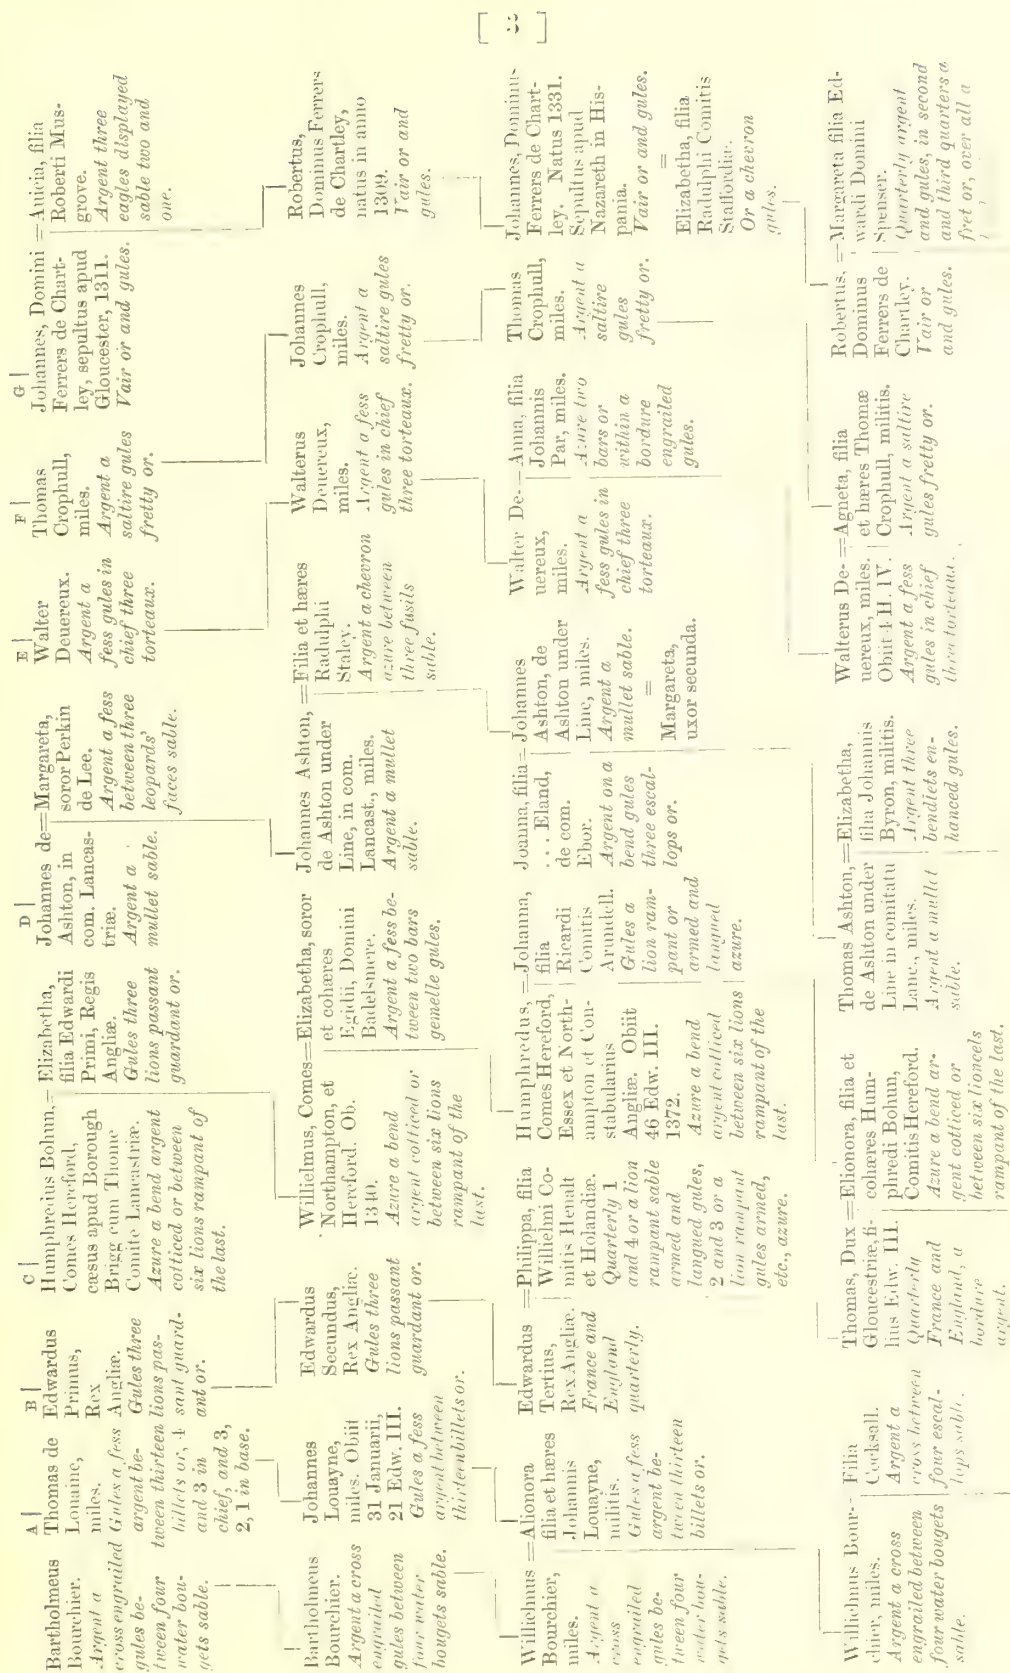 Bartholmeus
Bourchier.
Argent a
cross engrailed
gules be-
tween four
water bou-
gets sable.
A
Thomas de
Louaine,
miles.
Gules a fess
argent be-
tween thirteen
billets or, 4
and 3 in
chief, and 3,
2, 1 in base.
B
Edwardus
Primus,
Rex
Angliæ.
Gules three
lions pas-
sant guard-
ant or.
C
Humphreius Bohun,=
Comes Hereford,
cæsus apud Borough
Brigg cum Thome
Comite Lancastriæ.
Azure a bend argent
cotticed or between
six lions rampant of
the last.
Elizabetha,
filia Edwardi
Primi, Regis
Angliæ.
Gules three
lions passant
guardant or.
D
Johannes de=
Ashton, in
com. Lancas-
triæ.
Argent a
mullet sable.
Margareta,
soror Perkin
de Lee.
Argent a fess
between three
leopards'
faces sable.
E
Walter
Deuereux.
Argent a
fess gules in
chief three
torteaux.
F
Thomas
Crophull,
miles.
Argent a
saltire gules
fretty or.
G
Johannes, Domini=
Ferrers de Chart-
ley, sepultus apud
Gloucester, 1311.
Vair or and gules.
Alicia, filia
Roberti Mus-
grove.
Argent three
eagles displayed
sable two and
one.
Bartholmeus
Bourchier.
Argent a cross
engrailed
gules between
four water
bougets sable.
Johannes
Louayne,
miles. Obiit
31 Januarii,
21 Edw. III.
Gules a fess
argent between
thirteen billets or.
Edwardus
Secundus,
Rex Angliæ.
Gules three
lions passant
guardant or.
Willielmus, Comes=
Northampton, et
Hereford. Ob.
1340.
Azure a bend
argent cotticed or
between six lions
rampant of the
last.
Elizabetha, soror
et cohæres
Egidii, Domini
Badelsmere.
Argent a fess be-
tween two bars
gemelle gules.
Johannes Ashton,=
de Ashton under
Line, in com.
Lancast., miles.
Argent a mullet
sable.
Filia et hæres
Radulphi
Staley.
Argent a chevron
azure between
three fusils
sable.
Walterus
Deuereux,
miles.
Argent a fess
gules in chief
three torteaux.
Johannes
Crophull,
miles.
Argent a
saltire gules
fretty or.
Robertus,
Dominus Ferrers
de Chartley,
natus in anno
1309.
Vair or and
gules.
Willielmus=
Bourchier,
miles.
Argent a
cross
engrailed
gules be-
tween four
water bou-
gets sable.
Alionora
filia et hæres
Johannis
Louayne,
militis.
Gules a fess
argent be-
tween thirteen
billets or.
Edwardus=
Tertius,
Rex Angliæ.
France and
England
quarterly.
Philippa, filia
Willielmi Co-
mitis Henalt
et Holandiæ.
Quarterly 1
and 4 or a lion
rampant sable
armed and
langued gules,
2 and 3 or a
lion rampant
gules armed,
etc., azure.
Humphredus,=
Comes Hereford,
Essex et North-
ampton et Con-
stabularius
Angliæ. Obiit
46 Edw. III.
1372.
Azure a bend
argent cotticed
between six lions
rampant of the
last.
Johanna,
filia
Ricardi
Comitis
Arundell.
Gules a
lion ram-
pant or
armed and
langued
azure.
Joanna, filia=
... Eland,
de com.
Ebor.
Argent on a
bend gules
three escal-
lops or.
Johannes
Ashton, de
Ashton under
Line, miles.
Argent a
mullet sable.
=
Margareta,
uxor secunda.
Walter De-=
uereux,
miles.
Argent a
fess gules in
chief three
torteaux.
Anna, filia
Johannis
Par, miles.
Azure two
bars or
within a
bordure
engrailed
gules.
Thomas
Crophull,
miles.
Argent a
saltire
gules
fretty or.
Johannes, Dominus
Ferrers de Chart-
ley. Natus 1331.
Sepultus apud
Nazareth in His-
pania.
Vair or and gules.
=
Elizabetha, filia
Radulphi Comitis
Staffordiæ.
Or a chevron
gules.
Willielmus Bour-
chier, miles.
Argent a cross
engrailed between
four water bougets
sable.
Filia
Cocksall.
Argent a
cross between
four escal-
lops sable.
Thomas, Dux=
Gloucestriæ, fi-
lius Edw. III.
Quarterly
France and
England, a
bordure
argent.
Elionora, filia et
cohæres Hum-
phredi Bohun,
Comitis Hereford.
Azure a bend ar-
gent cotticed or
between six lioncels
rampant of the last.
Thomas Ashton,=
de Ashton under
Line in comitatu
Lanc., miles.
Argent a mullet
sable.
Elizabetha,
filia Johannis
Byron, militis.
Argent three
bendlets en-
hanced gules.
Walterus De-=
uereux, miles.
Obiit 4 H. IV.
Argent a fess
gules in chief
three torteaux.
Agneta, filia
et hæres Thomæ
Crophull, militis.
Argent a saltire
gules fretty or.
Robertus,=
Dominus
Ferrers de
Chartley.
Vair or
and gules.
Margareta filia Ed-
wardi Domini
Spenser.
Quarterly argent
and gules, in second
and third quarters a
fret or, over all a